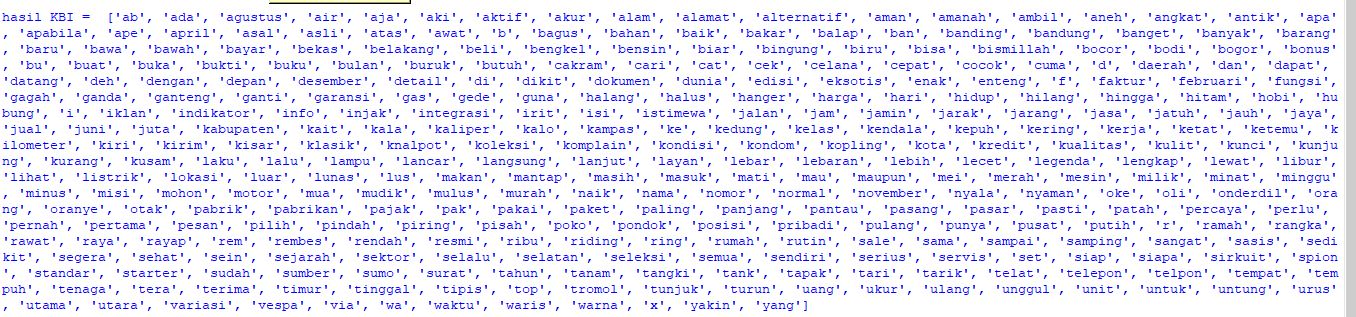 hasil KBI =  ['ab', 'ada', 'agustus', 'air', 'aja', 'aki', 'aktif', 'akur', 'alam', 'alamat', 'alternatif', 'aman', 'amanah', 'ambil', 'aneh', 'angkat', 'antik', 'apa'
, 'apabila', 'ape', 'april', 'asal', 'asli', 'atas', 'awat', 'b', 'bagus', 'bahan', 'baik', 'bakar', 'balap', 'ban', 'banding', 'bandung', 'banget', 'banyak', 'barang'
, 'baru', 'bawa', 'bawah', 'bayar', 'bekas', 'belakang', 'beli', 'bengkel', 'bensin', 'biar', 'bingung', 'biru', 'bisa', 'bismillah', 'bocor', 'bodi', 'bogor', 'bonus'
, 'bu', 'buat', 'buka', 'bukti', 'buku', 'bulan', 'buruk', 'butuh', 'cakram', 'cari', 'cat', 'cek', 'celana', 'cepat', 'cocok', 'cuma', 'd', 'daerah', 'dan', 'dapat',
'datang', 'deh', 'dengan', 'depan', 'desember', 'detail', 'di', 'dikit', 'dokumen', 'dunia', 'edisi', 'eksotis', 'enak', 'enteng', 'f', 'faktur', 'februari', 'fungsi',
'gagah', 'ganda', 'ganteng', 'ganti', 'garansi', 'gas', 'gede', 'guna', 'halang', 'halus', 'hanger', 'harga', 'hari', 'hidup', 'hilang', 'hingga', 'hitam', 'hobi', 'hu
bung', 'i', 'iklan', 'indikator', 'info', 'injak', 'integrasi', 'irit', 'isi', 'istimewa', 'jalan', 'jam', 'jamin', 'jarak', 'jarang', 'jasa', 'jatuh', 'jauh', 'jaya',
'jual', 'juni', 'juta', 'kabupaten', 'kait', 'kala', 'kaliper', 'kalo', 'kampas', 'ke', 'kedung', 'kelas', 'kendala', 'kepuh', 'kering', 'kerja', 'ketat', 'ketemu', 'k
ilometer', 'kiri', 'kirim', 'kisar', 'klasik', 'knalpot', 'koleksi', 'komplain', 'kondisi', 'kondom', 'kopling', 'kota', 'kredit', 'kualitas', 'kulit', 'kunci', 'kunju
ng', 'kurang', 'kusam', 'laku', 'lalu', 'lampu', 'lancar', 'langsung', 'lanjut', 'layan', 'lebar', 'lebaran', 'lebih', 'lecet', 'legenda', 'lengkap', 'lewat', 'libur',
'lihat', 'listrik', 'lokasi', 'luar', 'lunas', 'lus', 'makan', 'mantap', 'masih', 'masuk', 'mati', 'mau', 'maupun', 'mei', 'merah', 'mesin', 'milik', 'minat', 'minggu'
, 'minus', 'misi', 'mohon', 'motor', 'mua', 'mudik', 'mulus', 'murah', 'naik', 'nama', 'nomor', 'normal', 'november', 'nyala', 'nyaman', 'oke', 'oli', 'onderdil', 'ora
ng', 'oranye', 'otak', 'pabrik', 'pabrikan', 'pajak', 'pak', 'pakai', 'paket', 'paling', 'panjang', 'pantau', 'pasang', 'pasar', 'pasti', 'patah', 'percaya', 'perlu',
'pernah', 'pertama', 'pesan', 'pilih', 'pindah', 'piring', 'pisah', 'poko', 'pondok', 'posisi', 'pribadi', 'pulang', 'punya', 'pusat', 'putih', 'r', 'ramah', 'rangka',
'rawat', 'raya', 'rayap', 'rem', 'rembes', 'rendah', 'resmi', 'ribu', 'riding', 'ring', 'rumah', 'rutin', 'sale', 'sama', 'sampai', 'samping', 'sangat', 'sasis', 'sedi
kit', 'segera', 'sehat', 'sein', 'sejarah', 'sektor', 'selalu', 'selatan', 'seleksi', 'semua', 'sendiri', 'serius', 'servis', 'set', 'siap', 'siapa', 'sirkuit', 'spion
', 'standar', 'starter', 'sudah', 'sumber', 'sumo', 'surat', 'tahun', 'tanam', 'tangki', 'tank', 'tapak', 'tari', 'tarik', 'telat', 'telepon', 'telpon', 'tempat', 'tem
puh', 'tenaga', 'tera', 'terima', 'timur', 'tinggal', 'tipis', 'top', 'tromol', 'tunjuk', 'turun', 'uang', 'ukur', 'ulang', 'unggul', 'unit', 'untuk', 'untung', 'urus'
, 'utama', 'utara', 'variasi', 'vespa', 'via', 'wa', 'waktu', 'waris', 'warna', 'x', 'yakin', 'yang']